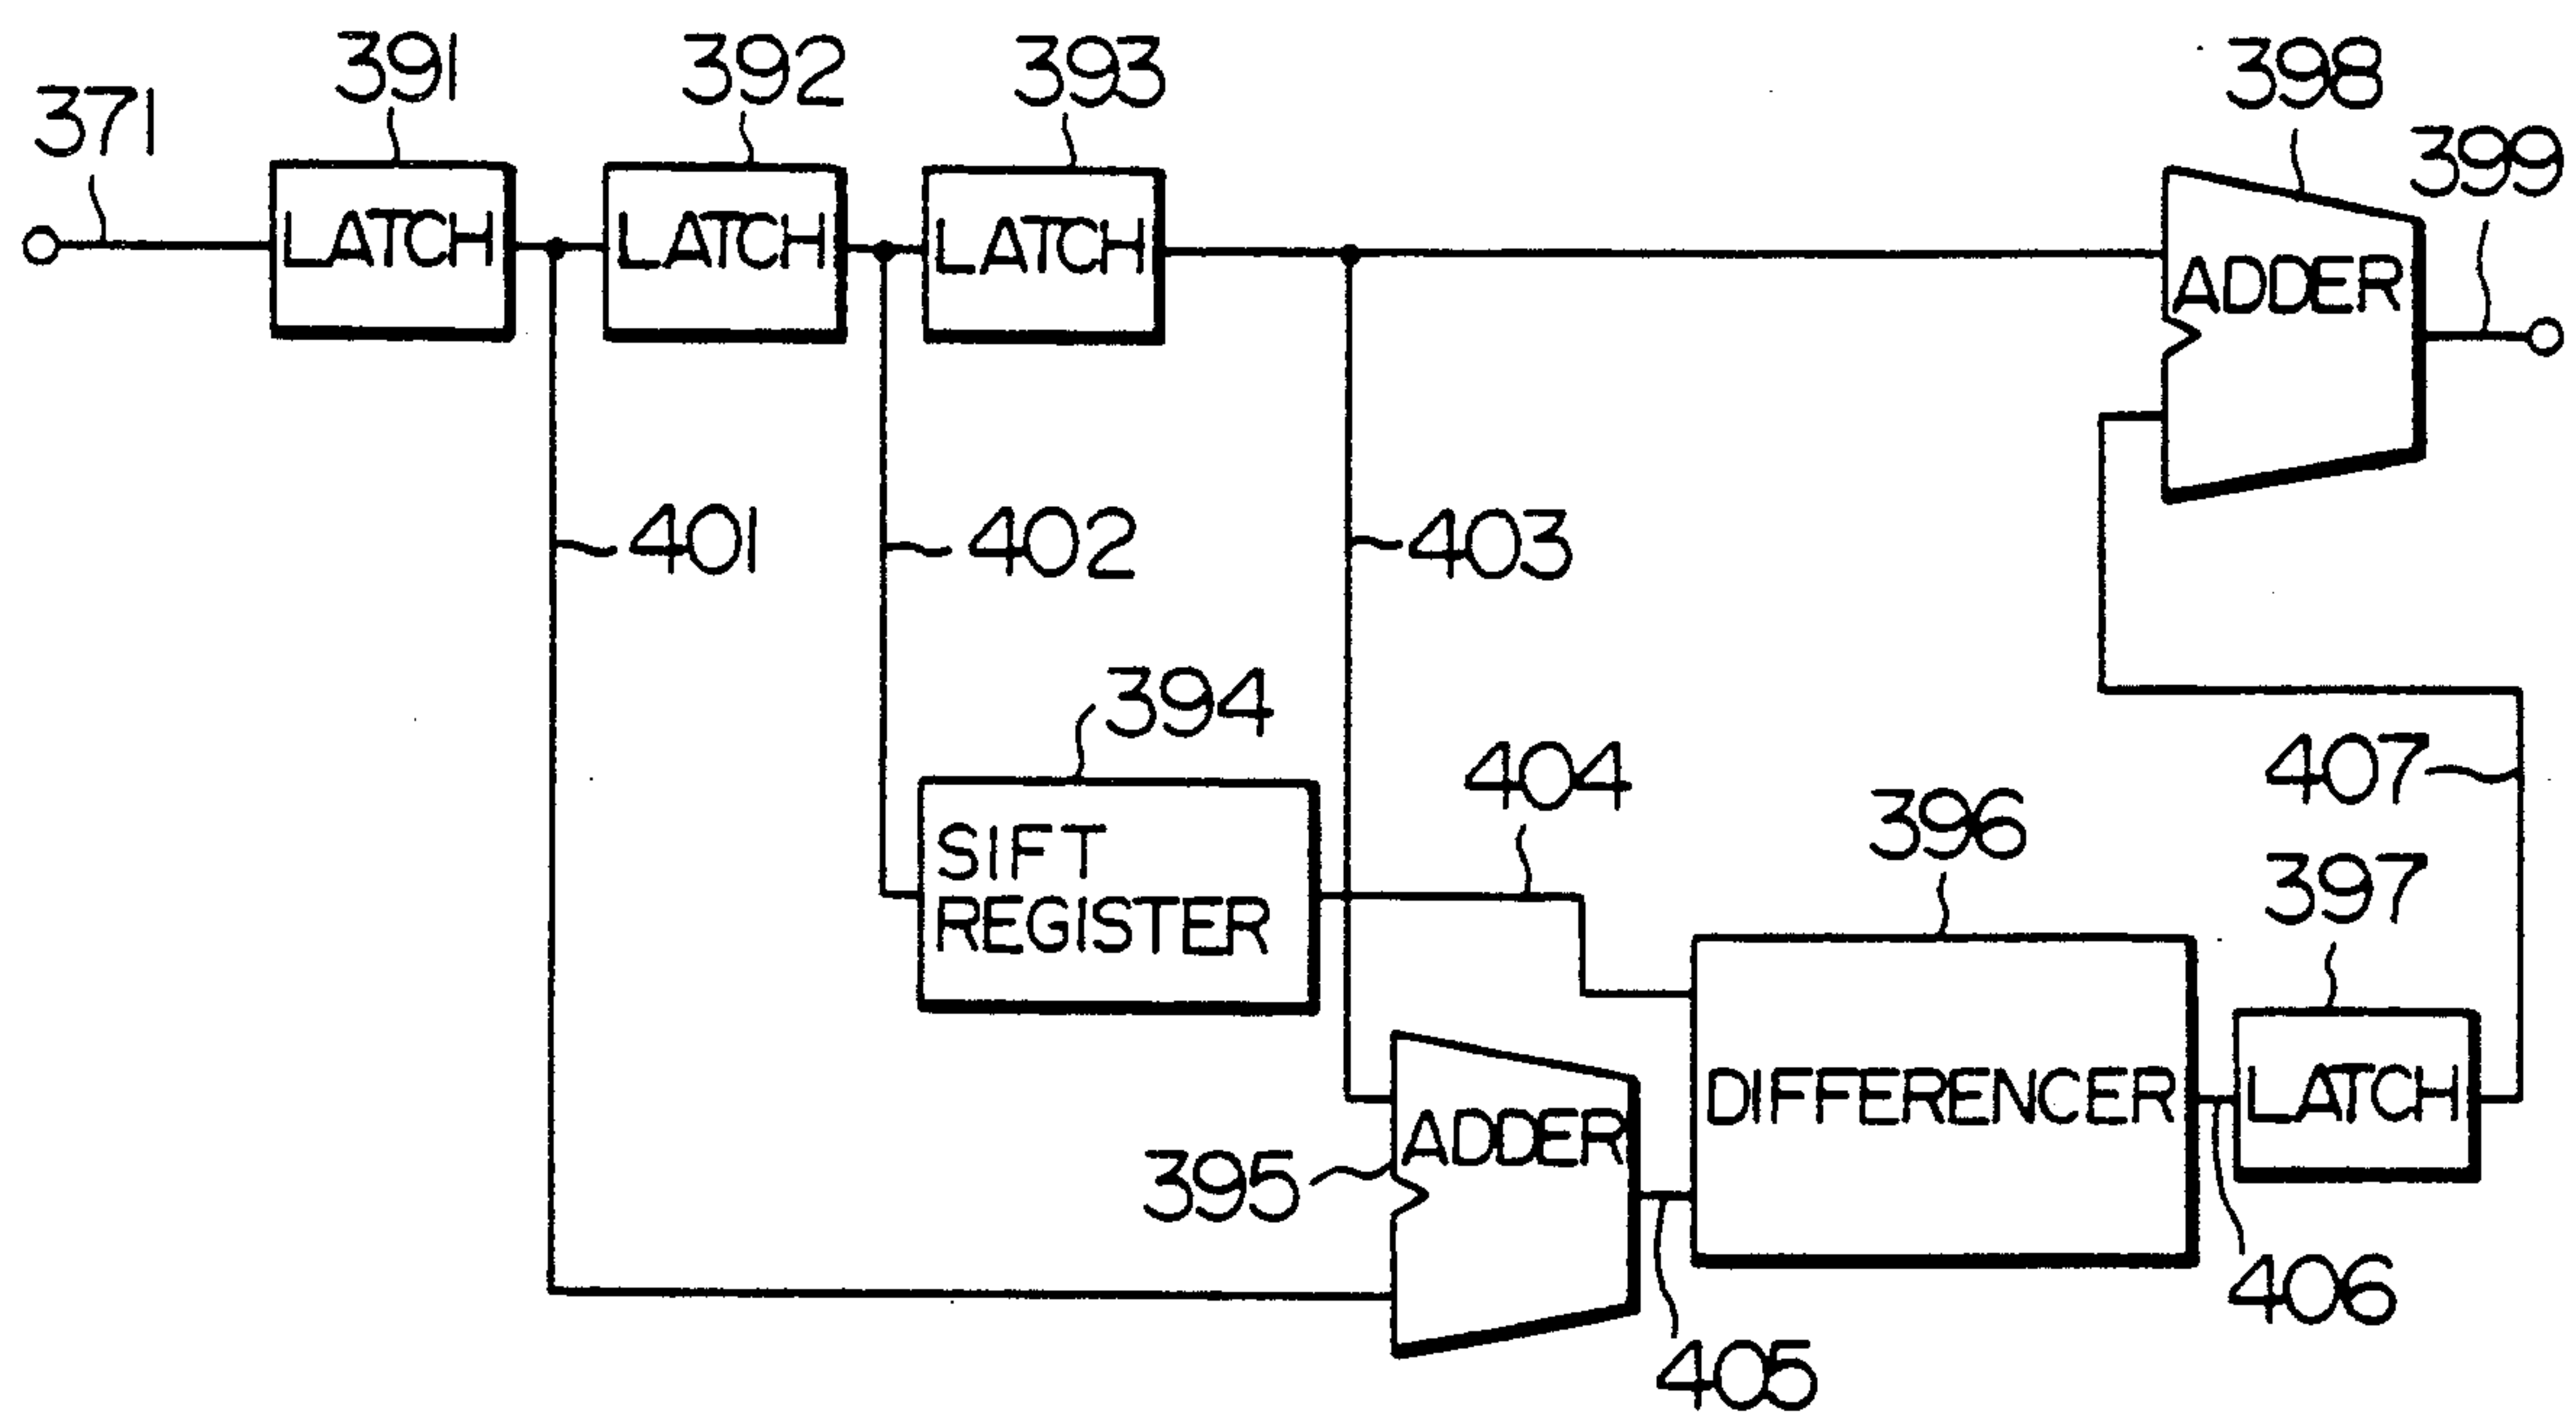 391
392
393
398
371
399
LATCH
LATCH
LATCH
ADDER
401
402
403
394
404
407
396
SIFT
REGISTER
397
DIFFERENCER
LATCH
ADDER
395
406
405